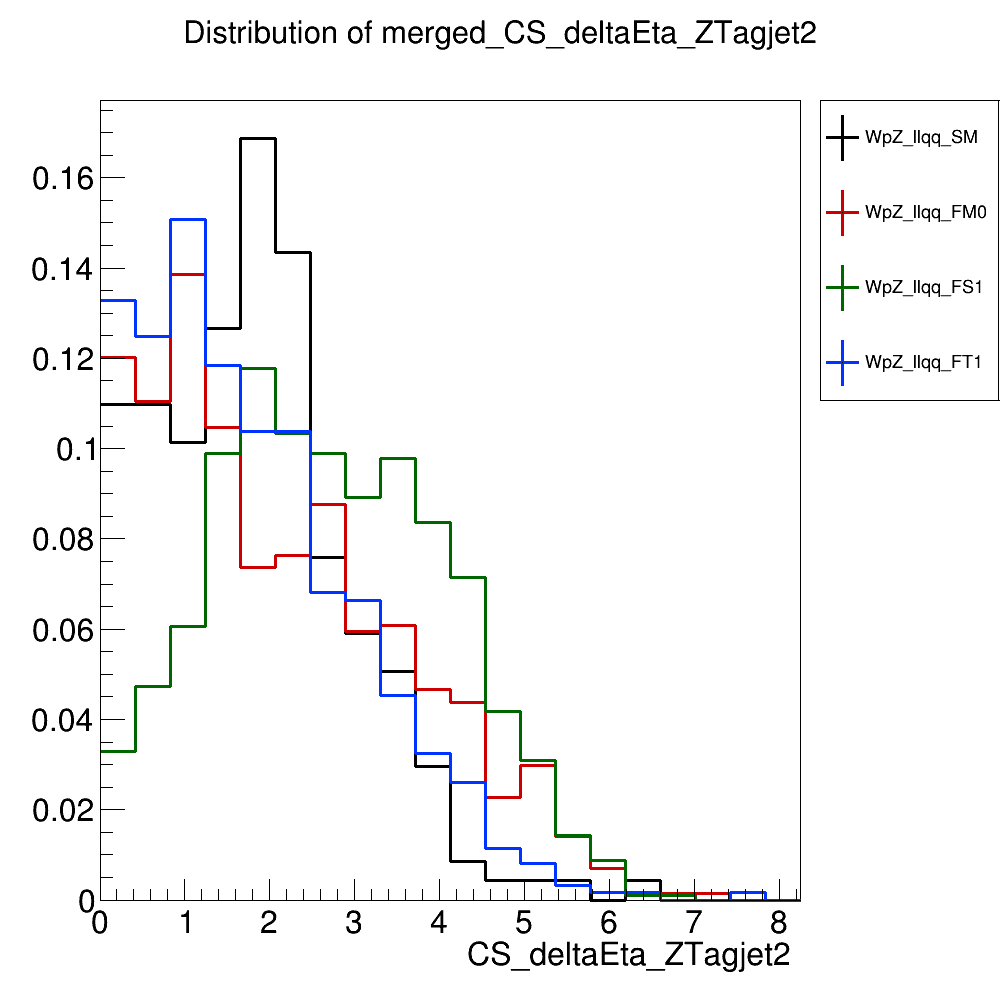 Distribution of merged_CS_deltaEta_ZTagjet2
WpZ_llqq_SM
WpZ_llqq_FM0
WpZ_llqq_FS1
WpZ_llqq_FT1
0.16
0.14
0.12
0.1
0.08
0.06
0.04
0.02
0
0 1 2 3 4 5 6 7 8
CS_deltaEta_ZTagjet2